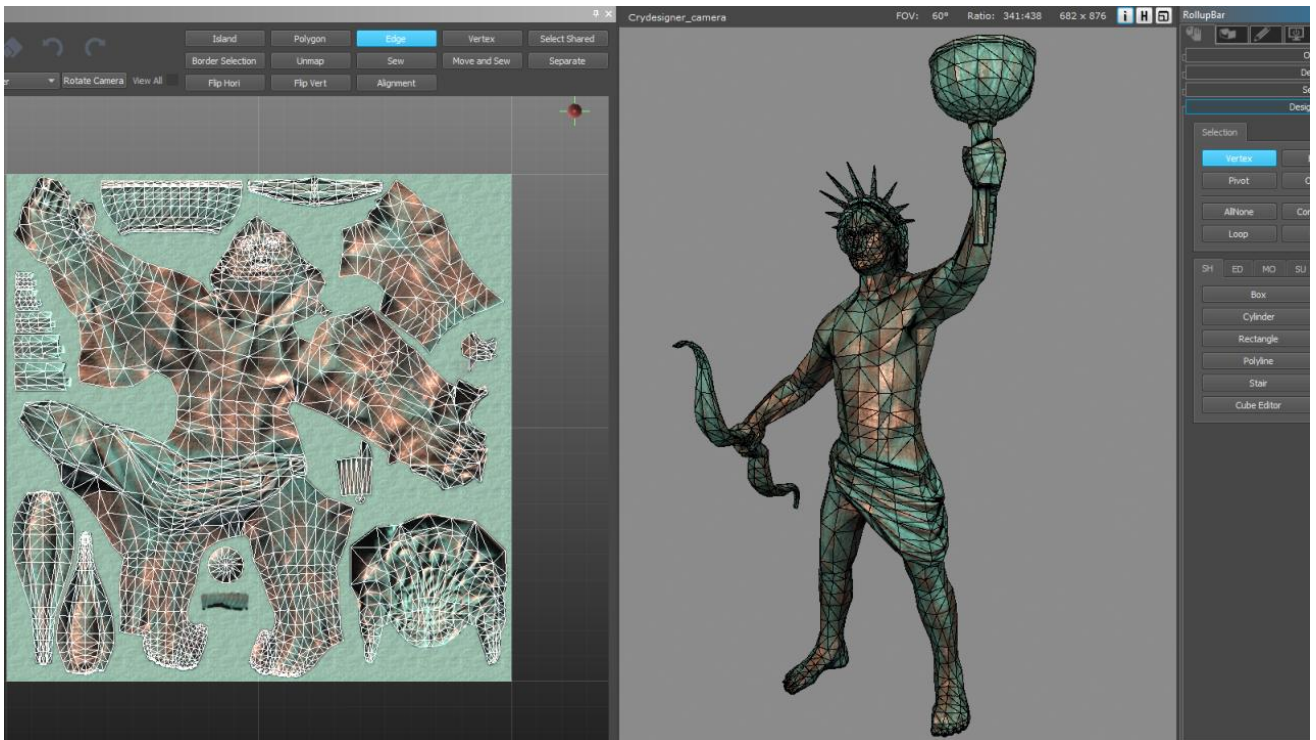 Crydesigner_camera FOV: 60° Ratio: 341:438 682 x 876 i H RollupBar
Island Polygon Edge Vertex Select Shared
Border Selection Unmap Sew Move and Sew Separate
Rotate Camera View All Flip Hori Flip Vert Alignment
Selection
Vertex
Pivot
AllNone
Loop
SH ED MO SU
Box
Cylinder
Rectangle
Polyline
Stair
Cube Editor